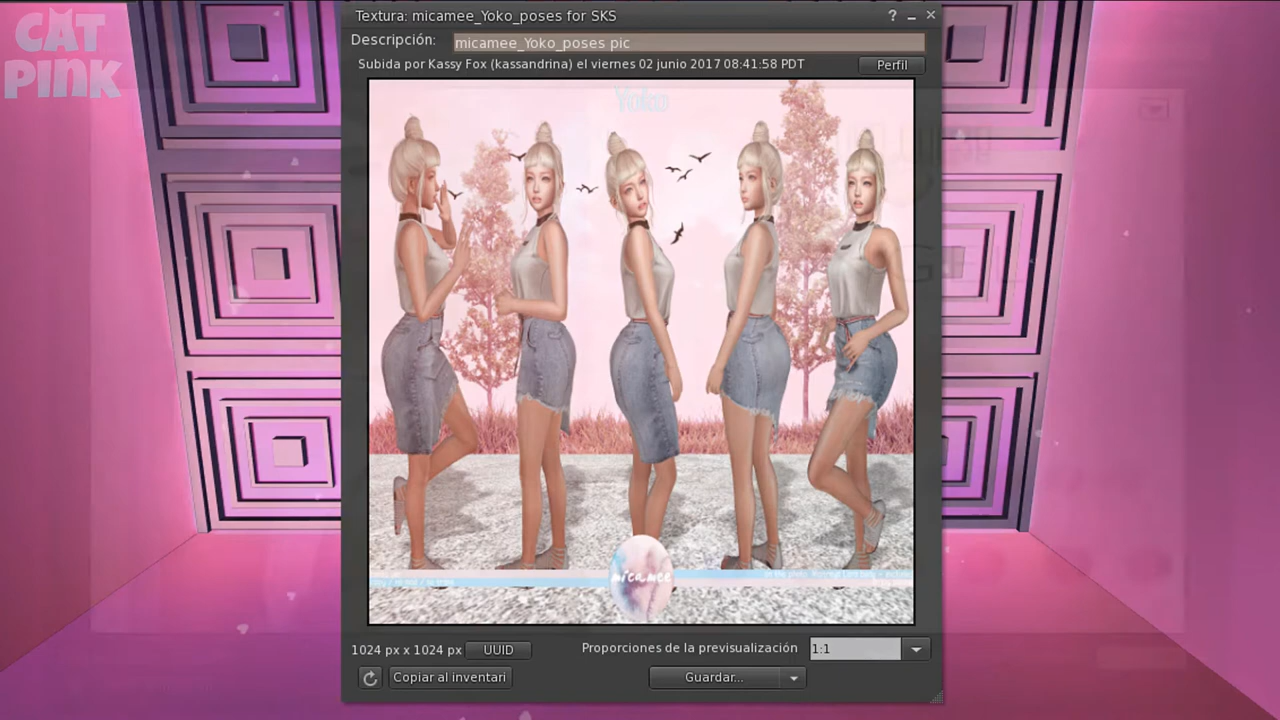 CAT
PINK
Textura: micamee_Yoko_poses for SKS
Descripción:
micamee_Yoko_poses pic
Subida por Kassy Fox (kassandrina) el viernes 02 junio 2017 08:41:58 PDT
Perfil
Yoko
micamee
1024 px x 1024 px
UUID
Proporciones de la previsualización
1:1
Copiar al inventari
Guardar...